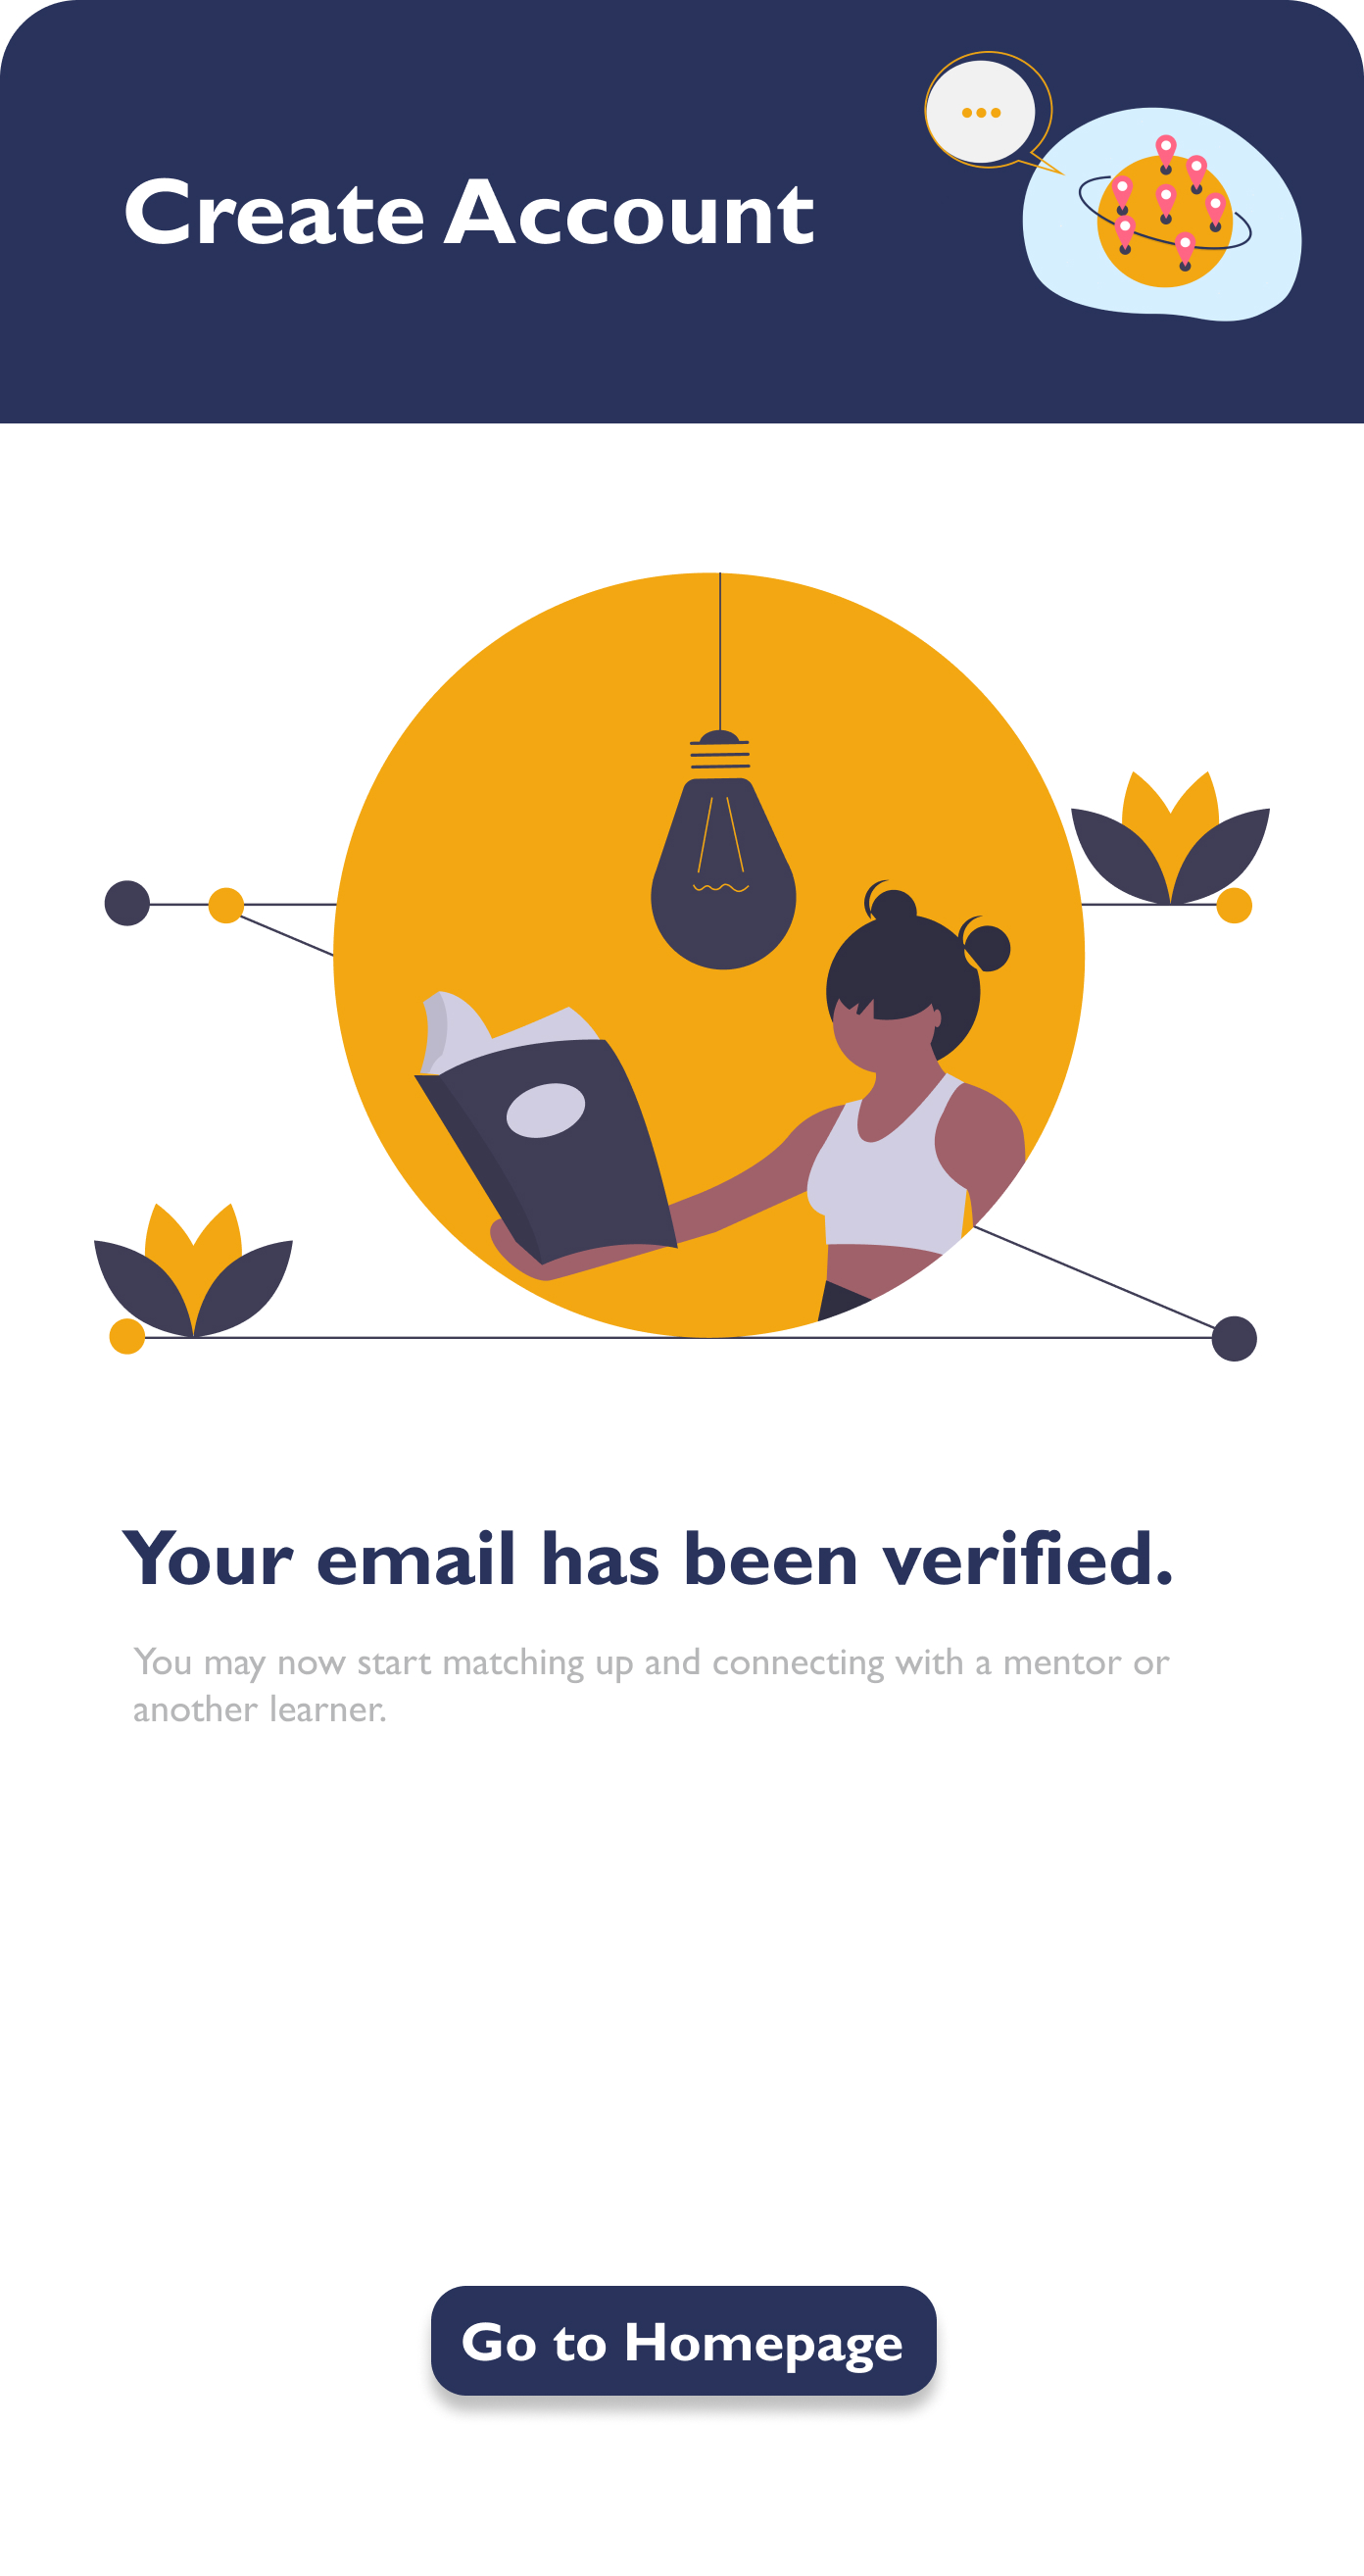 Create Account
Your email has been verified.
You may now start matching up and connecting with a mentor or
another learner.
Go to Homepage